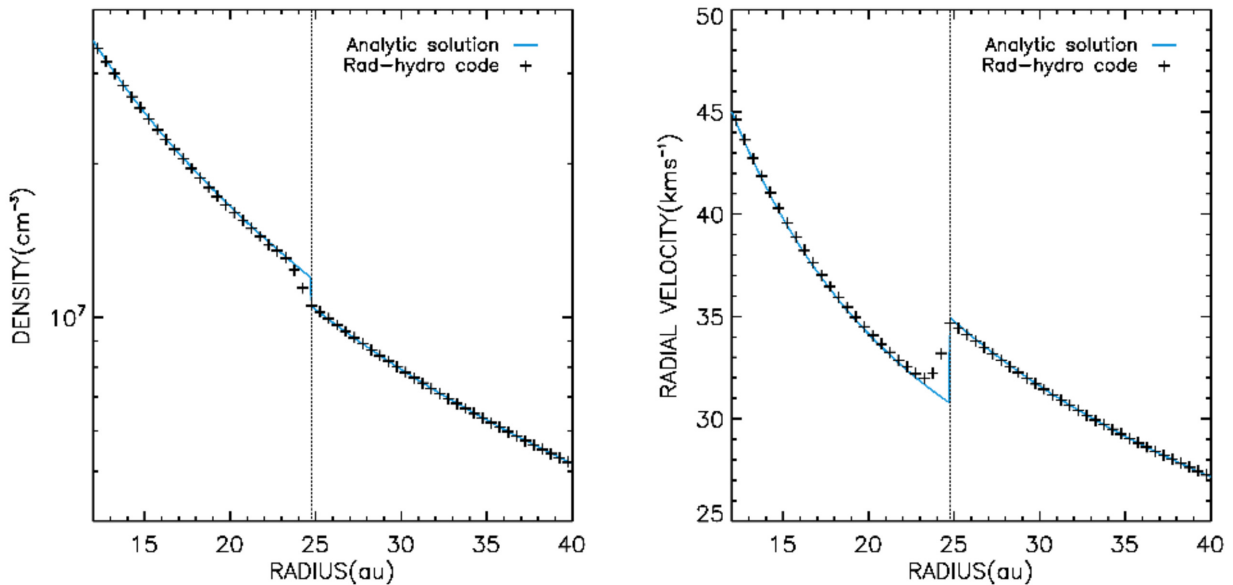 Analytic solution
Rad-hydro code +
DENSITY(cm⁻³)
10⁷
15 20 25 30 35 40
RADIUS(au)
Analytic solution
Rad-hydro code +
RADIAL VELOCITY(kms⁻¹)
50
45
40
35
30
25
15 20 25 30 35 40
RADIUS(au)